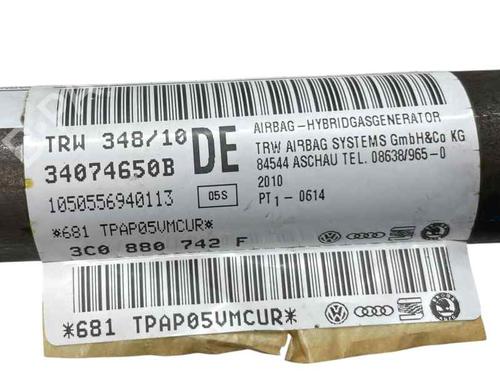 TRW 348/10
34074650B
1050556940113
DE
05S
AIRBAG-HYBRIDGASGENERATOR
TRW AIRBAG SYSTEMS GmbH&Co KG
84544 ASCHAU TEL. 08638/965-0
2010
PT1- 0614
*681 TPAP05VMCUR*
3C0 880 742 F
*681 TPAP05VMCUR*